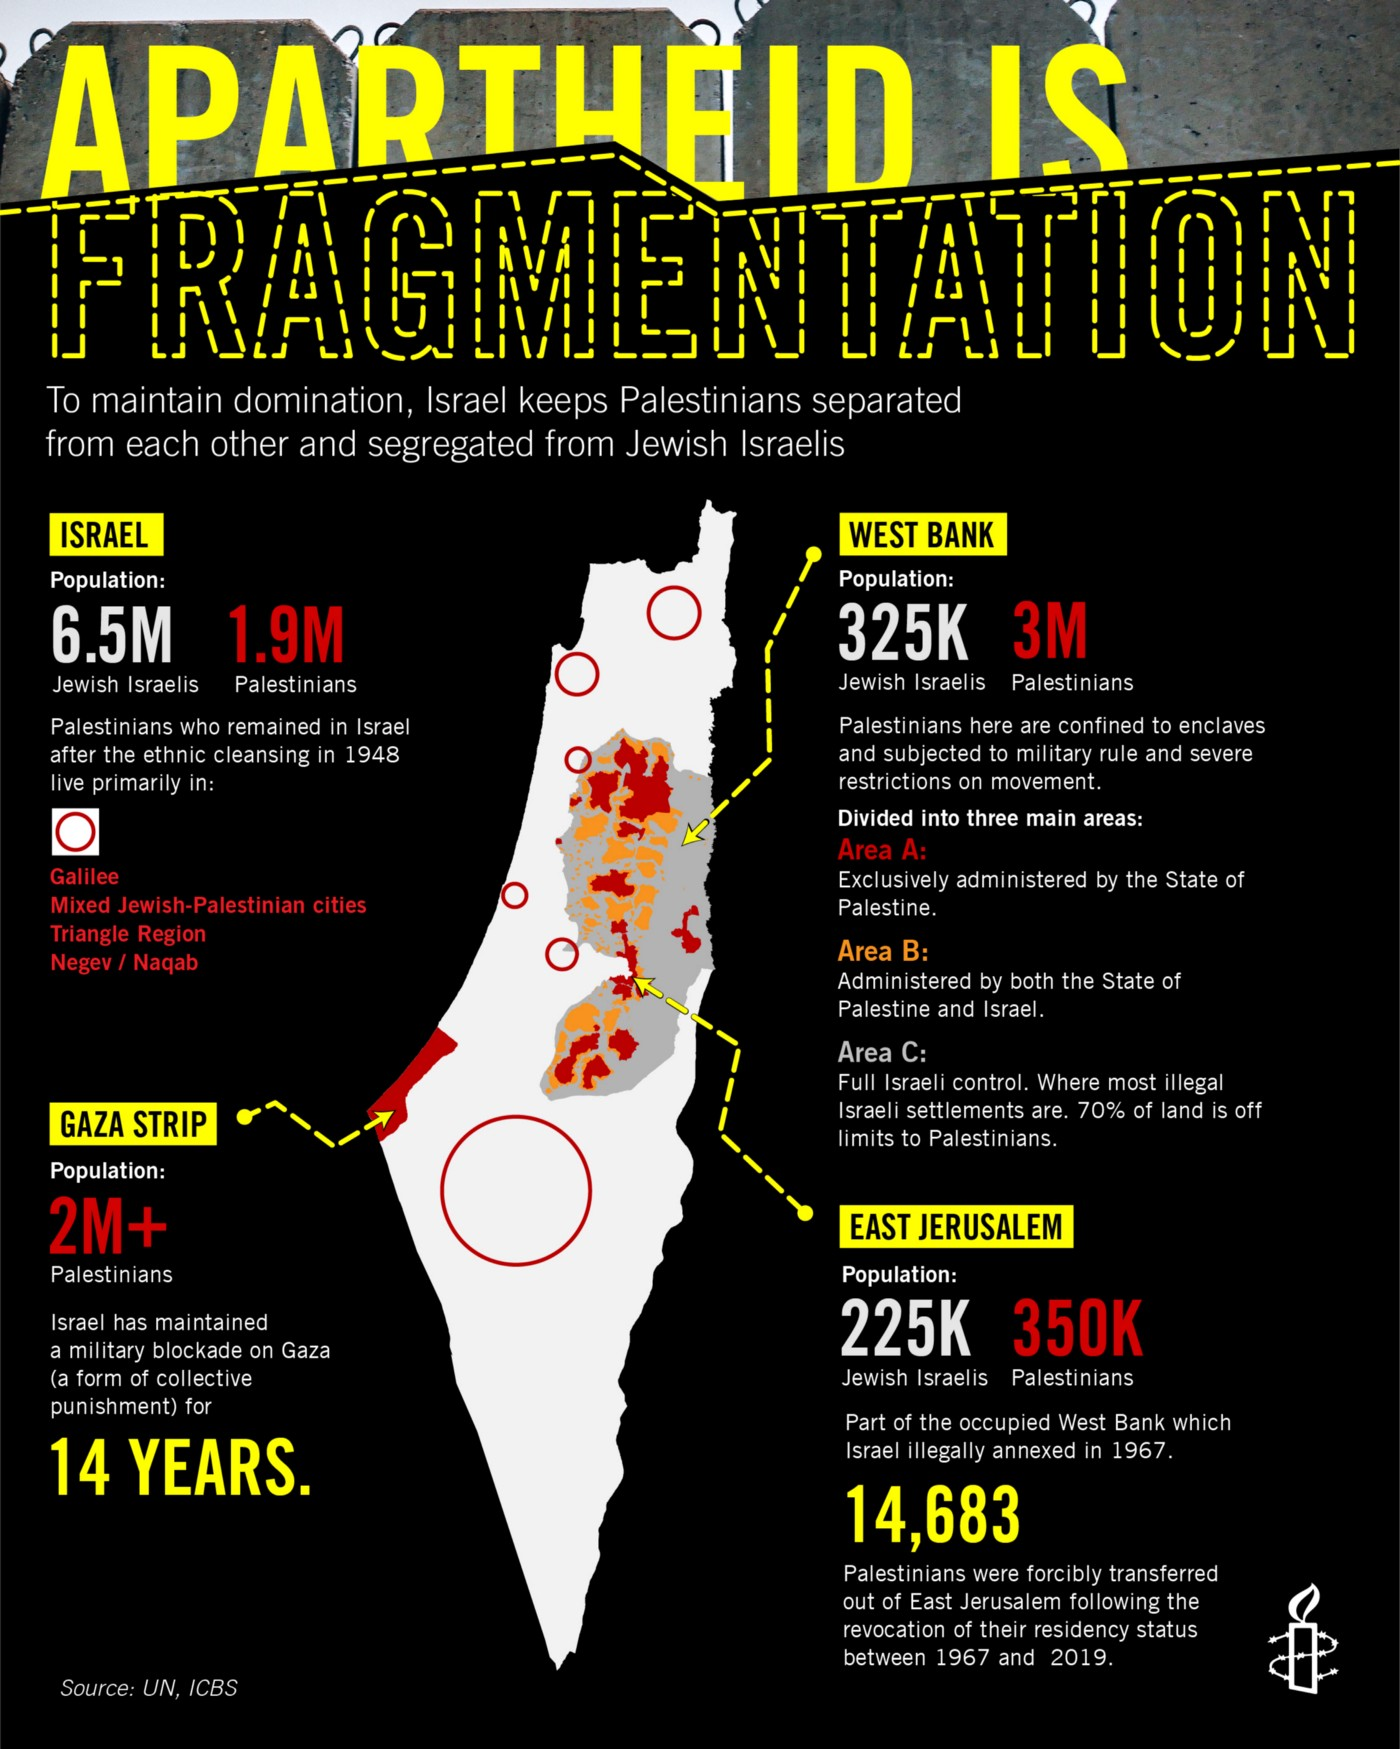 APARTHEID IS
FRAGMENTATION
To maintain domination, Israel keeps Palestinians separated
from each other and segregated from Jewish Israelis
ISRAEL
Population:
6.5M 1.9M
Jewish Israelis Palestinians
Palestinians who remained in Israel
after the ethnic cleansing in 1948
live primarily in:
Galilee
Mixed Jewish-Palestinian cities
Triangle Region
Negev / Naqab
GAZA STRIP
Population:
2M+
Palestinians
Israel has maintained
a military blockade on Gaza
(a form of collective
punishment) for
14 YEARS.
WEST BANK
Population:
325K 3M
Jewish Israelis Palestinians
Palestinians here are confined to enclaves
and subjected to military rule and severe
restrictions on movement.
Divided into three main areas:
Area A:
Exclusively administered by the State of
Palestine.
Area B:
Administered by both the State of
Palestine and Israel.
Area C:
Full Israeli control. Where most illegal
Israeli settlements are. 70% of land is off
limits to Palestinians.
EAST JERUSALEM
Population:
225K 350K
Jewish Israelis Palestinians
Part of the occupied West Bank which
Israel illegally annexed in 1967.
14,683
Palestinians were forcibly transferred
out of East Jerusalem following the
revocation of their residency status
between 1967 and 2019.
Source: UN, ICBS